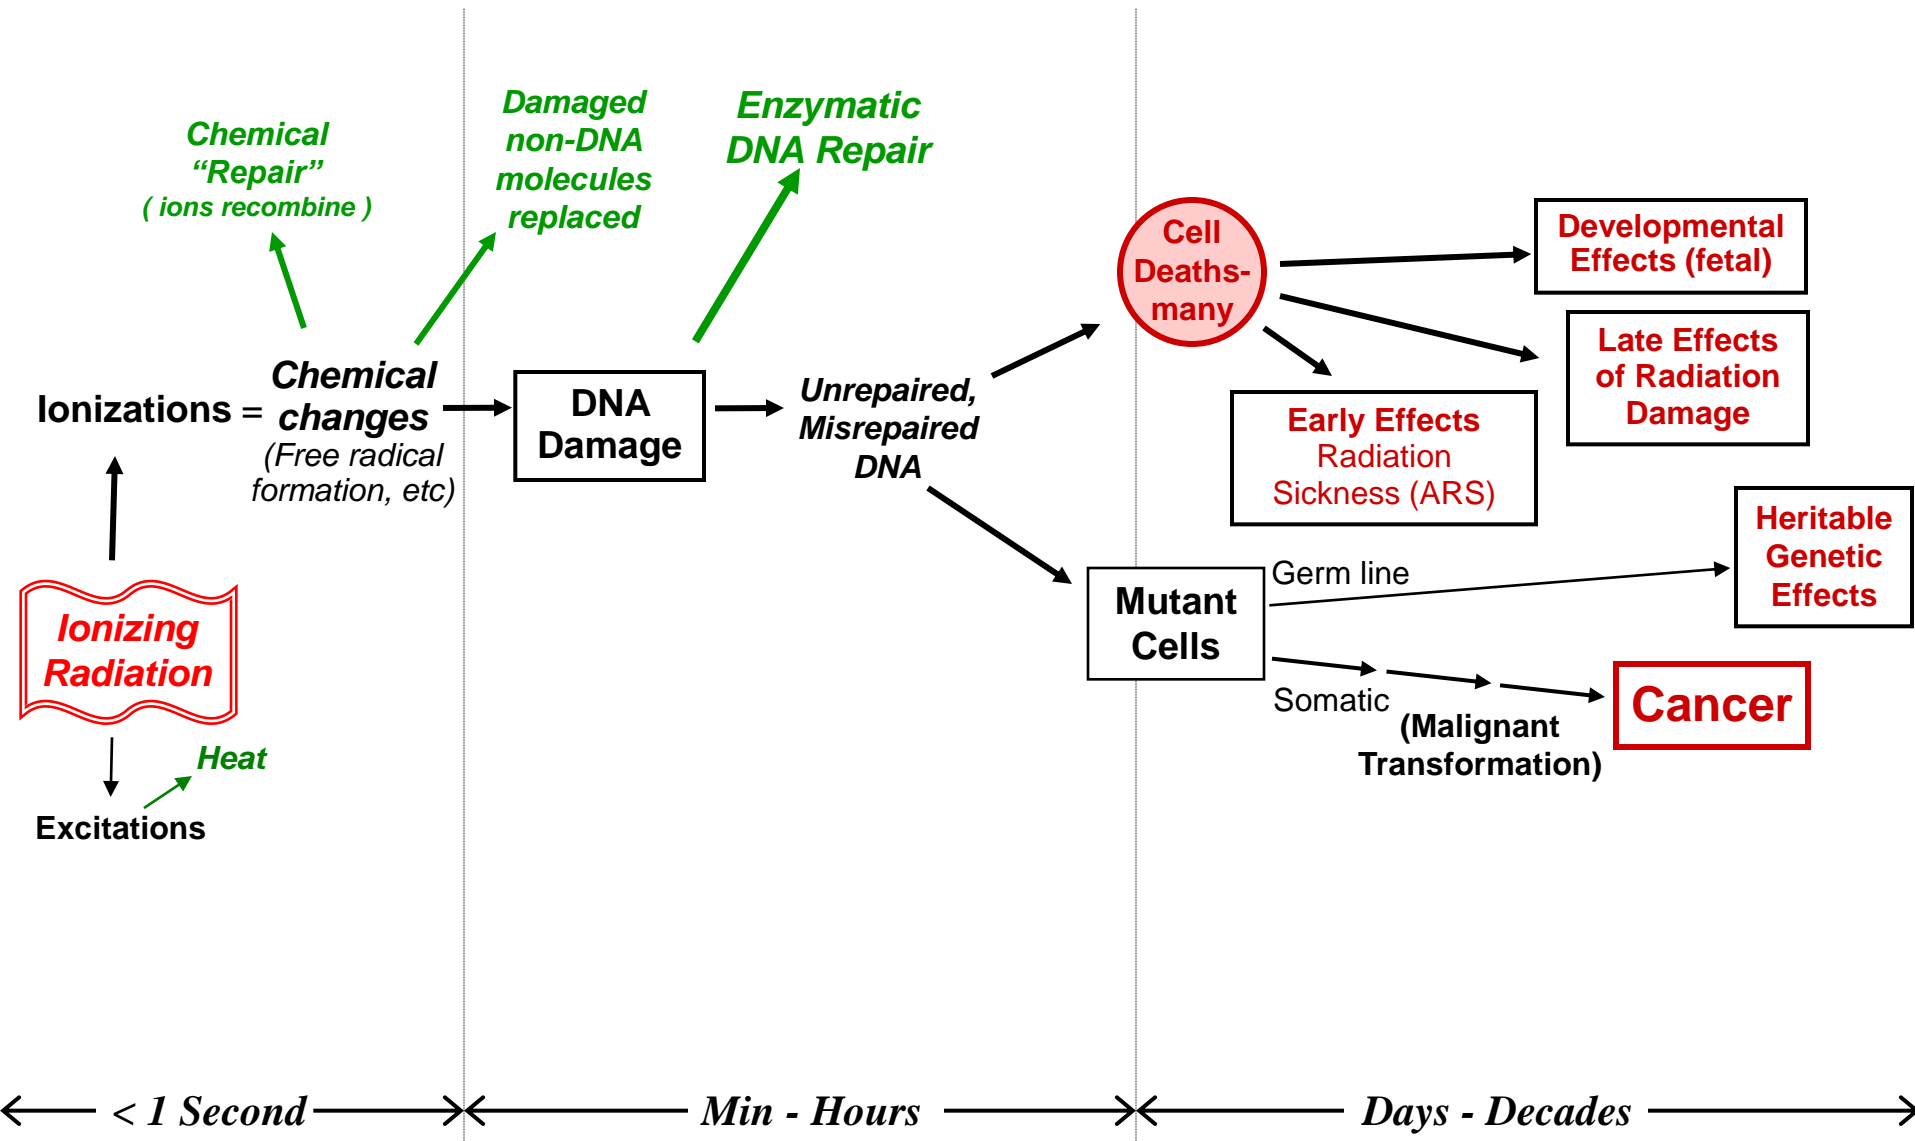 Chemical
“Repair”
( ions recombine )
Damaged
non-DNA
molecules
replaced
Enzymatic
DNA Repair
Ionizations =
Chemical
changes
(Free radical
formation, etc)
DNA
Damage
Unrepaired,
Misrepaired
DNA
Cell
Deaths-
many
Developmental
Effects (fetal)
Late Effects
of Radiation
Damage
Early Effects
Radiation
Sickness (ARS)
Ionizing
Radiation
Heat
Excitations
Mutant
Cells
Germ line
Heritable
Genetic
Effects
Somatic
(Malignant
Transformation)
Cancer
< 1 Second
Min - Hours
Days - Decades